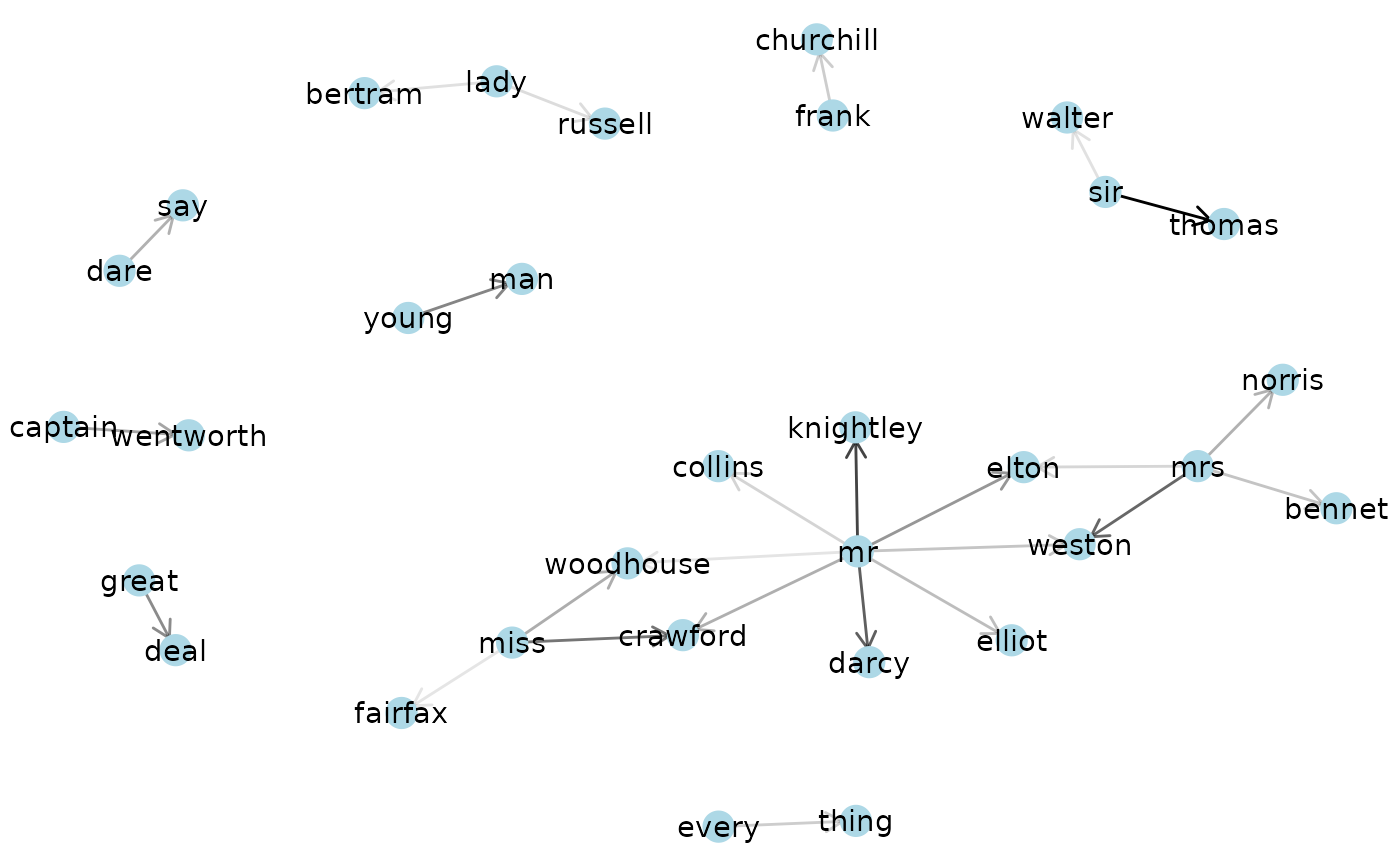 churchill
bertram
lady
russell
frank
walter
sir
thomas
say
dare
man
young
norris
captain
wentworth
knightley
collins
elton
mrs
bennet
mr
weston
woodhouse
great
deal
miss
crawford
darcy
elliot
fairfax
every
thing